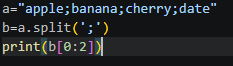 a="apple;banana;cherry;date"
b=a.split(';')
print(b[0:2])